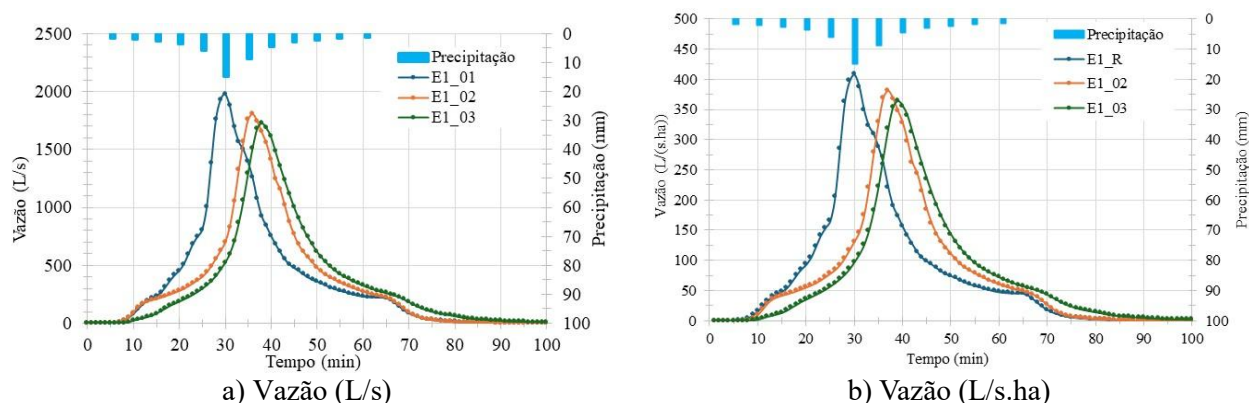 2500
2000
1500
1000
500
0
Vazão (L/s)
0
10
20
30
40
50
60
70
80
90
100
Precipitação (mm)
Precipitação
E1_01
E1_02
E1_03
0 10 20 30 40 50 60 70 80 90 100
Tempo (min)
a) Vazão (L/s)
500
450
400
350
300
250
200
150
100
50
0
Vazão (L/(s.ha))
0
10
20
30
40
50
60
70
80
90
100
Precipitação (mm)
Precipitação
E1_R
E1_02
E1_03
0 10 20 30 40 50 60 70 80 90 100
Tempo (min)
b) Vazão (L/s.ha)